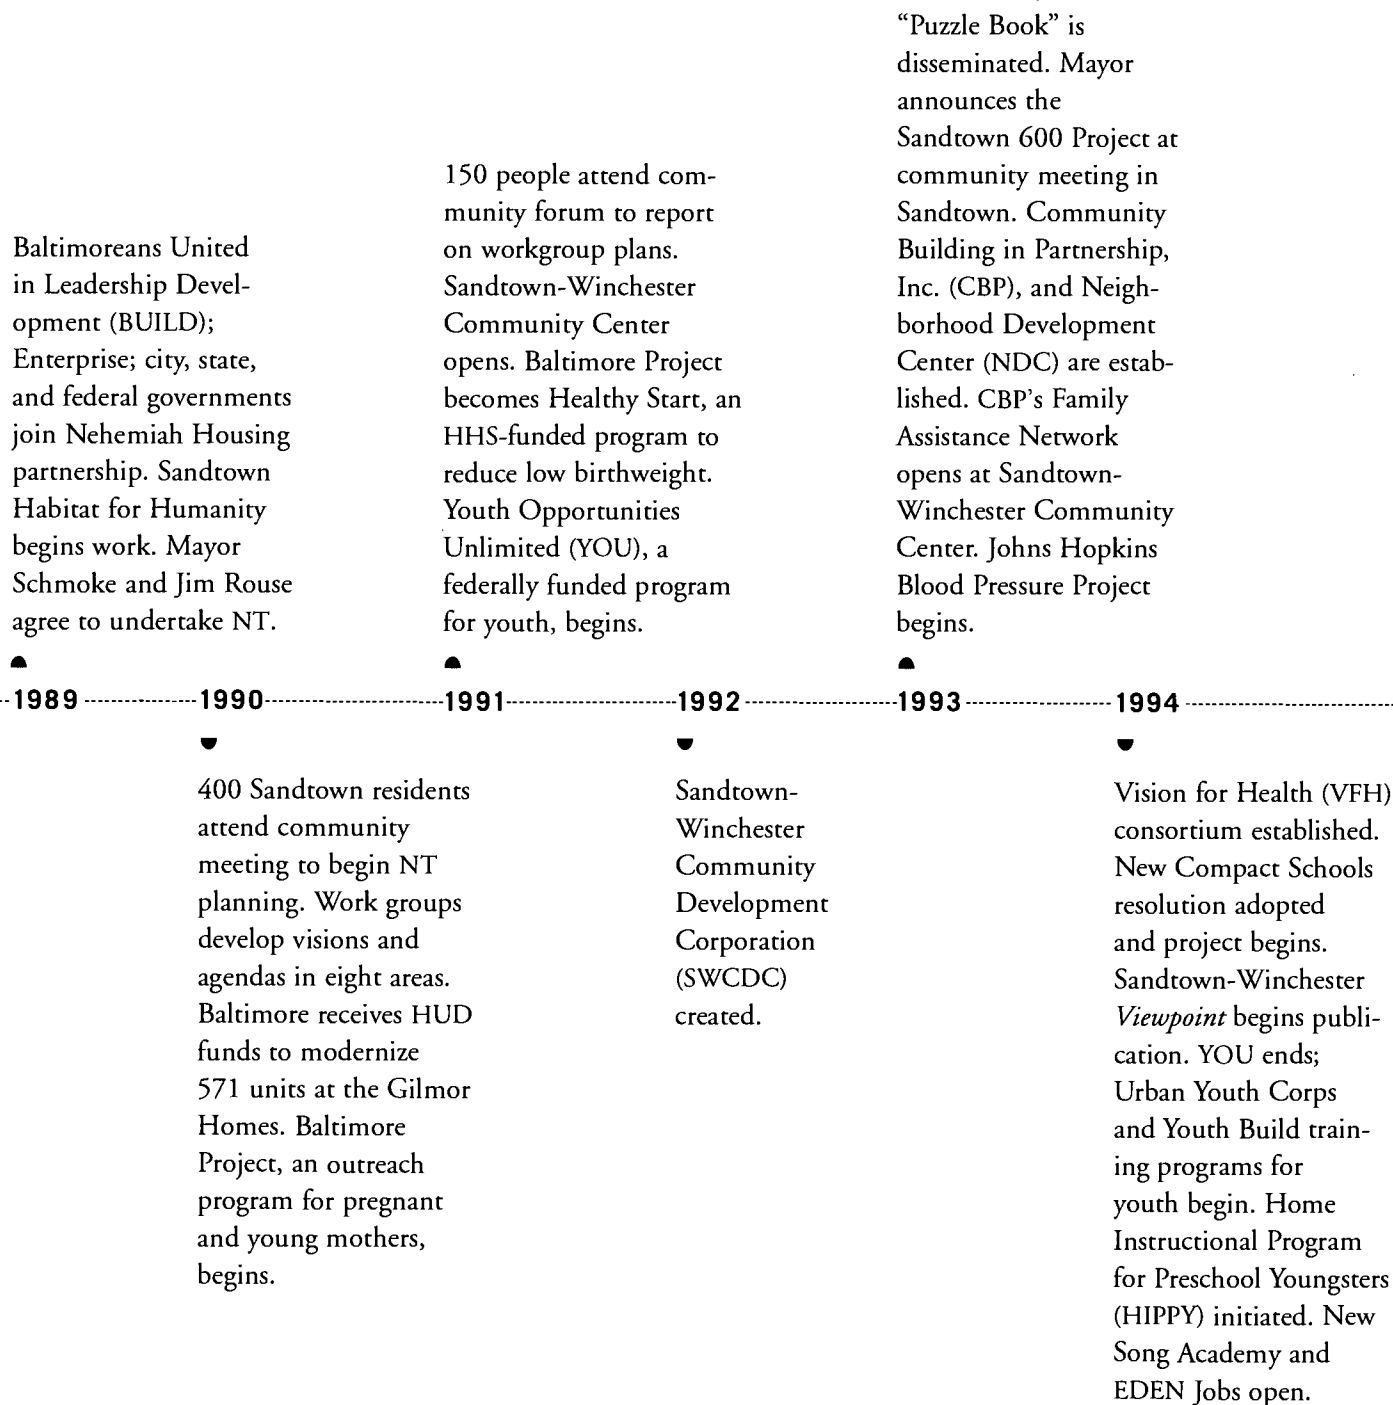 “Puzzle Book” is
disseminated. Mayor
announces the
Sandtown 600 Project at
community meeting in
Sandtown. Community
Building in Partnership,
Inc. (CBP), and Neigh-
borhood Development
Center (NDC) are estab-
lished. CBP’s Family
Assistance Network
opens at Sandtown-
Winchester Community
Center. Johns Hopkins
Blood Pressure Project
begins.
150 people attend com-
munity forum to report
on workgroup plans.
Sandtown-Winchester
Community Center
opens. Baltimore Project
becomes Healthy Start, an
HHS-funded program to
reduce low birthweight.
Youth Opportunities
Unlimited (YOU), a
federally funded program
for youth, begins.
Baltimoreans United
in Leadership Devel-
opment (BUILD);
Enterprise; city, state,
and federal governments
join Nehemiah Housing
partnership. Sandtown
Habitat for Humanity
begins work. Mayor
Schmoke and Jim Rouse
agree to undertake NT.
1989 1990 1991 1992 1993 1994
400 Sandtown residents
attend community
meeting to begin NT
planning. Work groups
develop visions and
agendas in eight areas.
Baltimore receives HUD
funds to modernize
571 units at the Gilmor
Homes. Baltimore
Project, an outreach
program for pregnant
and young mothers,
begins.
Sandtown-
Winchester
Community
Development
Corporation
(SWCDC)
created.
Vision for Health (VFH)
consortium established.
New Compact Schools
resolution adopted
and project begins.
Sandtown-Winchester
Viewpoint begins publi-
cation. YOU ends;
Urban Youth Corps
and Youth Build train-
ing programs for
youth begin. Home
Instructional Program
for Preschool Youngsters
(HIPPY) initiated. New
Song Academy and
EDEN Jobs open.